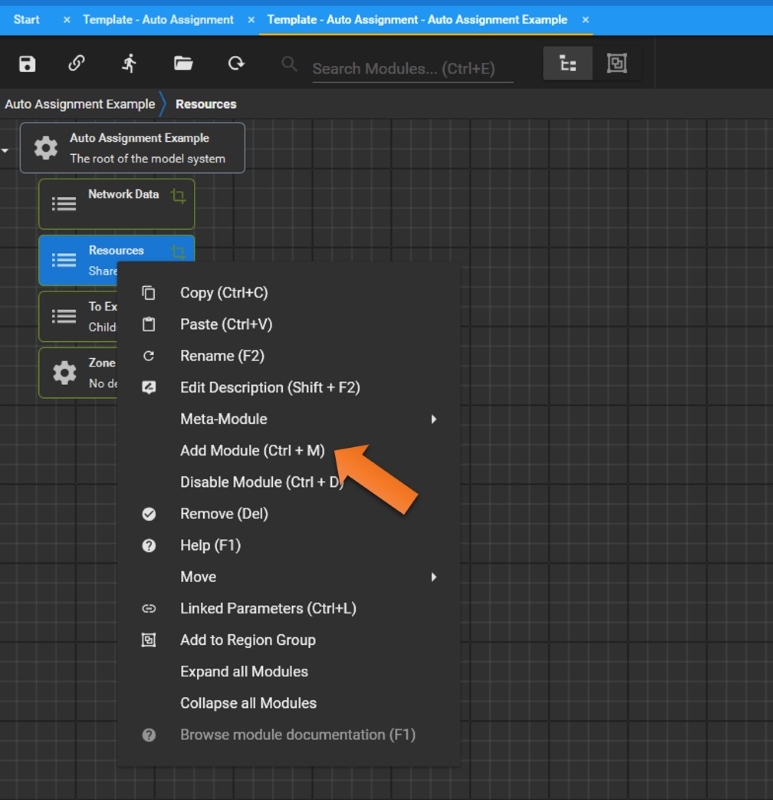 Start × Template - Auto Assignment × Template - Auto Assignment - Auto Assignment Example ×
Search Modules... (Ctrl+E)
Auto Assignment Example Resources
Auto Assignment Example
The root of the model system
Network Data
Resources
Share
To Ex
Child
Zone
No de
Copy (Ctrl+C)
Paste (Ctrl+V)
Rename (F2)
Edit Description (Shift + F2)
Meta-Module
Add Module (Ctrl + M)
Disable Module (Ctrl + D)
Remove (Del)
Help (F1)
Move
Linked Parameters (Ctrl+L)
Add to Region Group
Expand all Modules
Collapse all Modules
Browse module documentation (F1)